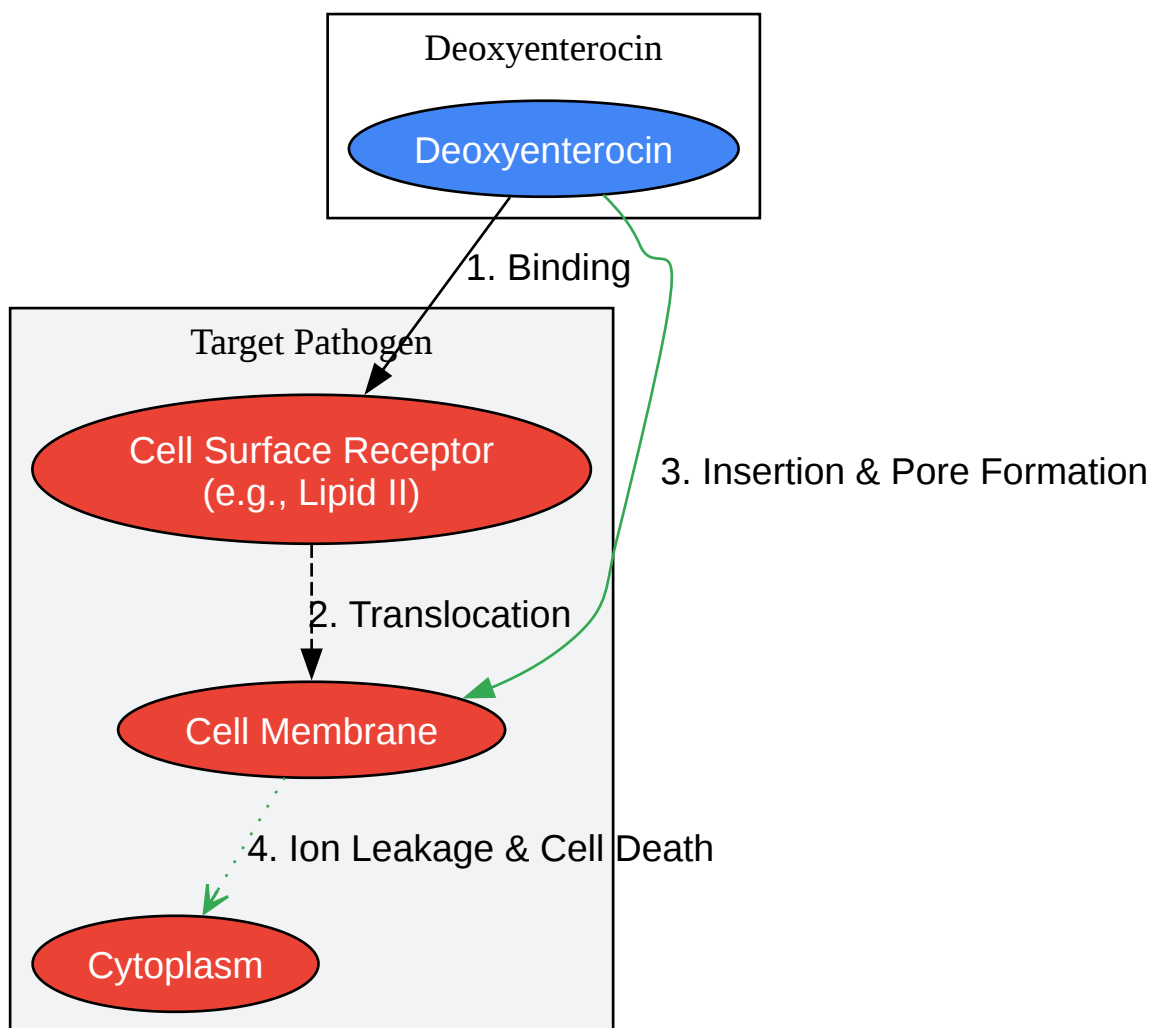 Deoxyenterocin
Deoxyenterocin
1. Binding
Target Pathogen
Cell Surface Receptor
(e.g., Lipid II)
3. Insertion & Pore Formation
2. Translocation
Cell Membrane
4. Ion Leakage & Cell Death
Cytoplasm